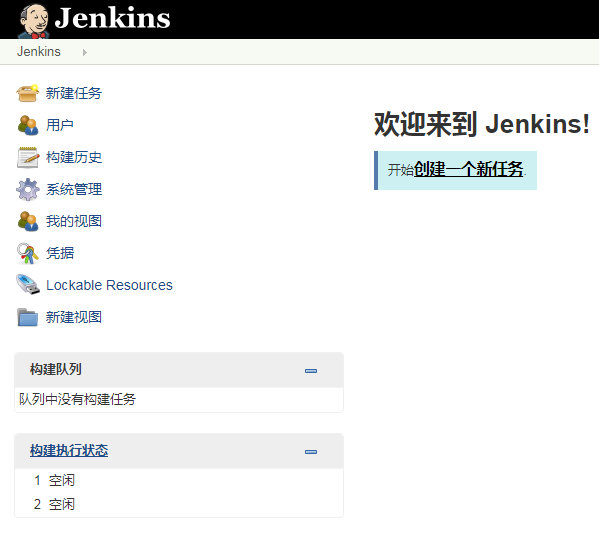 Jenkins
Jenkins
新建任务
用户
构建历史
系统管理
我的视图
凭据
Lockable Resources
新建视图
构建队列
队列中没有构建任务
构建执行状态
1 空闲
2 空闲
欢迎来到 Jenkins!
开始创建一个新任务.